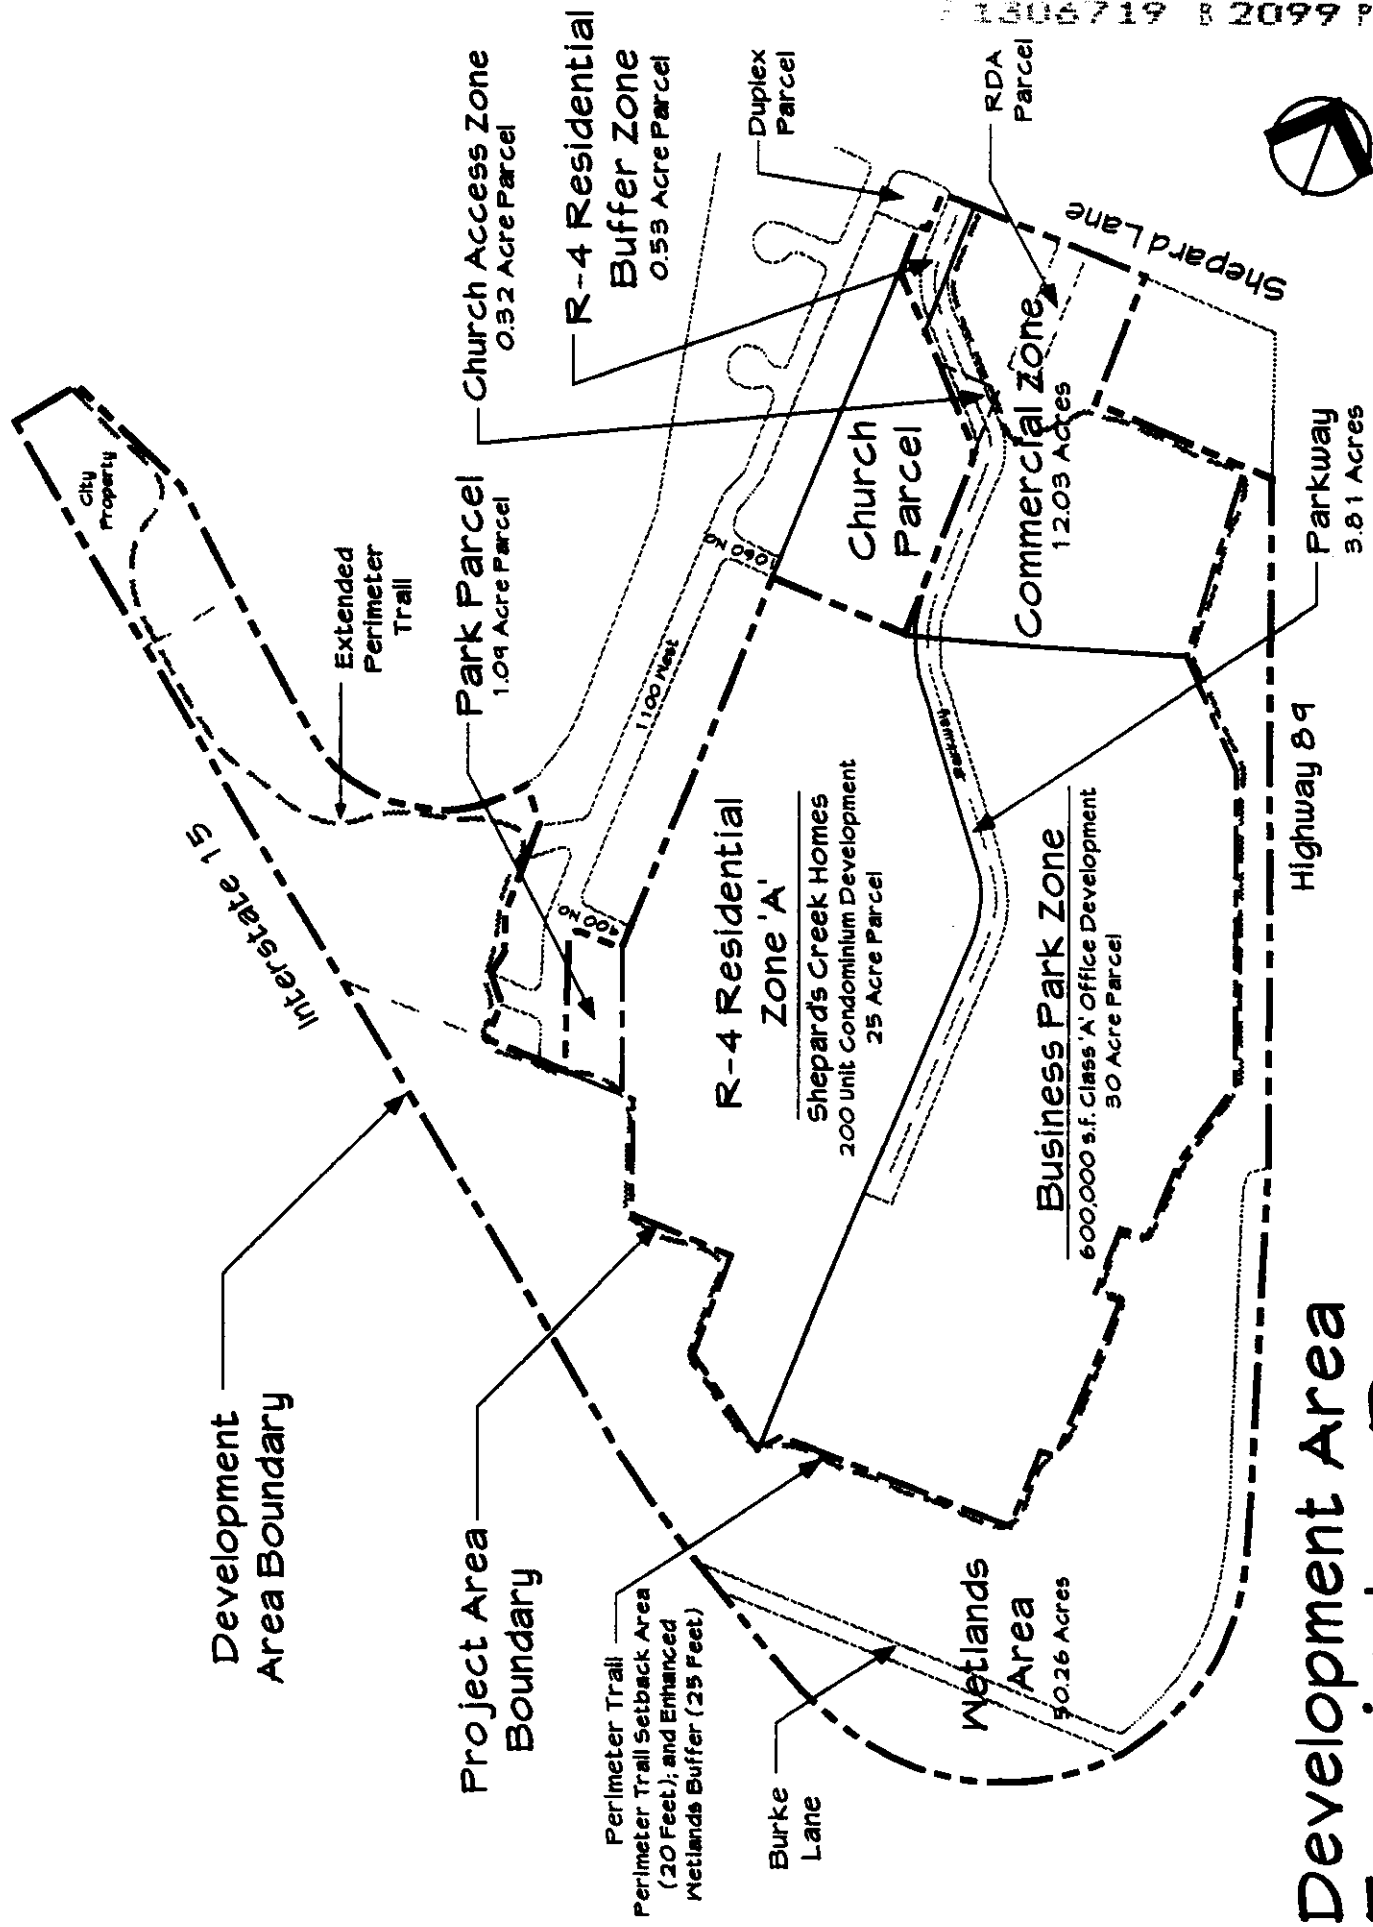 1306719 B 2099 P
Development
Area Boundary
Project Area
Boundary
Perimeter Trail
Perimeter Trail Setback Area
(20 Feet); and Enhanced
Wetlands Buffer (25 Feet)
Burke
Lane
Wetlands
Area
50.26 Acres
Interstate 15
City
Property
Extended
Perimeter
Trail
Park Parcel
1.09 Acre Parcel
Church Access Zone
0.32 Acre Parcel
R-4 Residential
Buffer Zone
0.53 Acre Parcel
Duplex
Parcel
RDA
Parcel
Shepard Lane
1100 West
400 NO
1060 NO
Church
Parcel
Commercial Zone
12.03 Acres
R-4 Residential
Zone 'A'
Shepard's Creek Homes
200 Unit Condominium Development
25 Acre Parcel
Parkway
Business Park Zone
600,000 s.f. Class 'A' Office Development
30 Acre Parcel
Parkway
3.81 Acres
Highway 89
Development Area